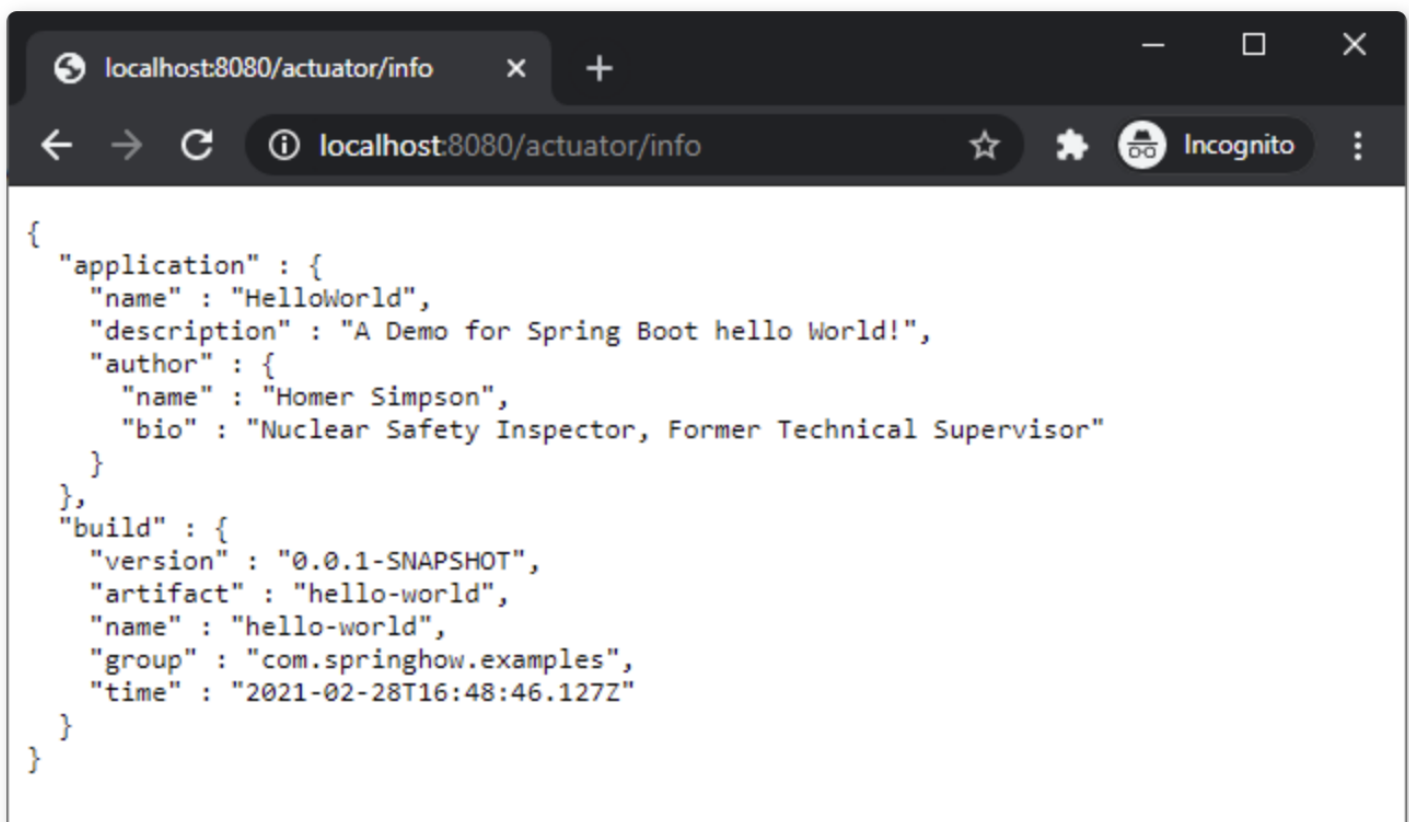 localhost:8080/actuator/info
localhost:8080/actuator/info
Incognito
{
  "application" : {
    "name" : "HelloWorld",
    "description" : "A Demo for Spring Boot hello World!",
    "author" : {
      "name" : "Homer Simpson",
      "bio" : "Nuclear Safety Inspector, Former Technical Supervisor"
    }
  },
  "build" : {
    "version" : "0.0.1-SNAPSHOT",
    "artifact" : "hello-world",
    "name" : "hello-world",
    "group" : "com.springhow.examples",
    "time" : "2021-02-28T16:48:46.127Z"
  }
}